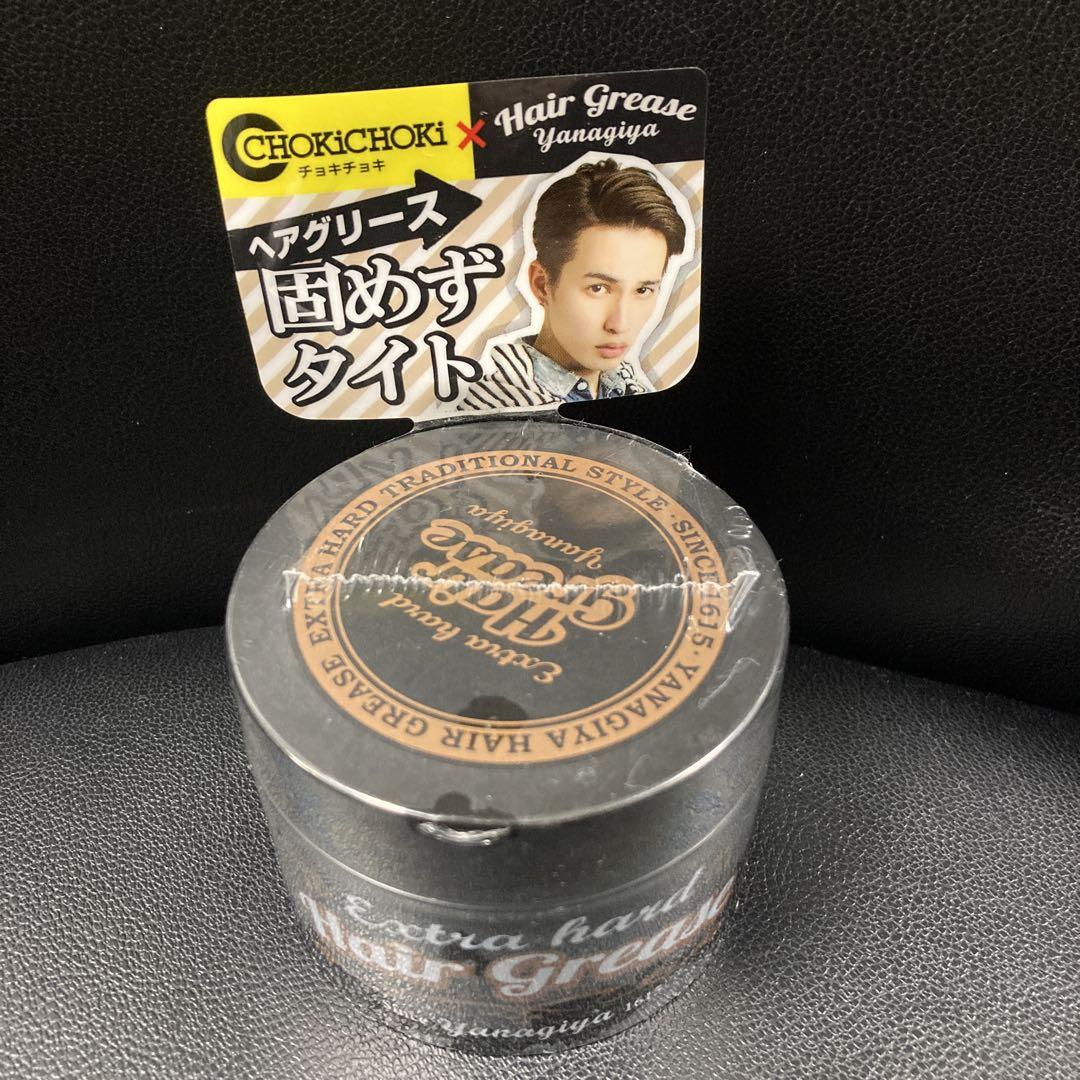 CHOKiCHOKi
チョキチョキ
×
Hair Grease
Yanagiya
ヘアグリース
固めず
タイト
EXTRA HARD TRADITIONAL STYLE · SINCE 1615 · YANAGIYA HAIR GREASE
Extra hard
Hair
Grease
Yanagiya
Extra hard
Hair Grease
Yanagiya